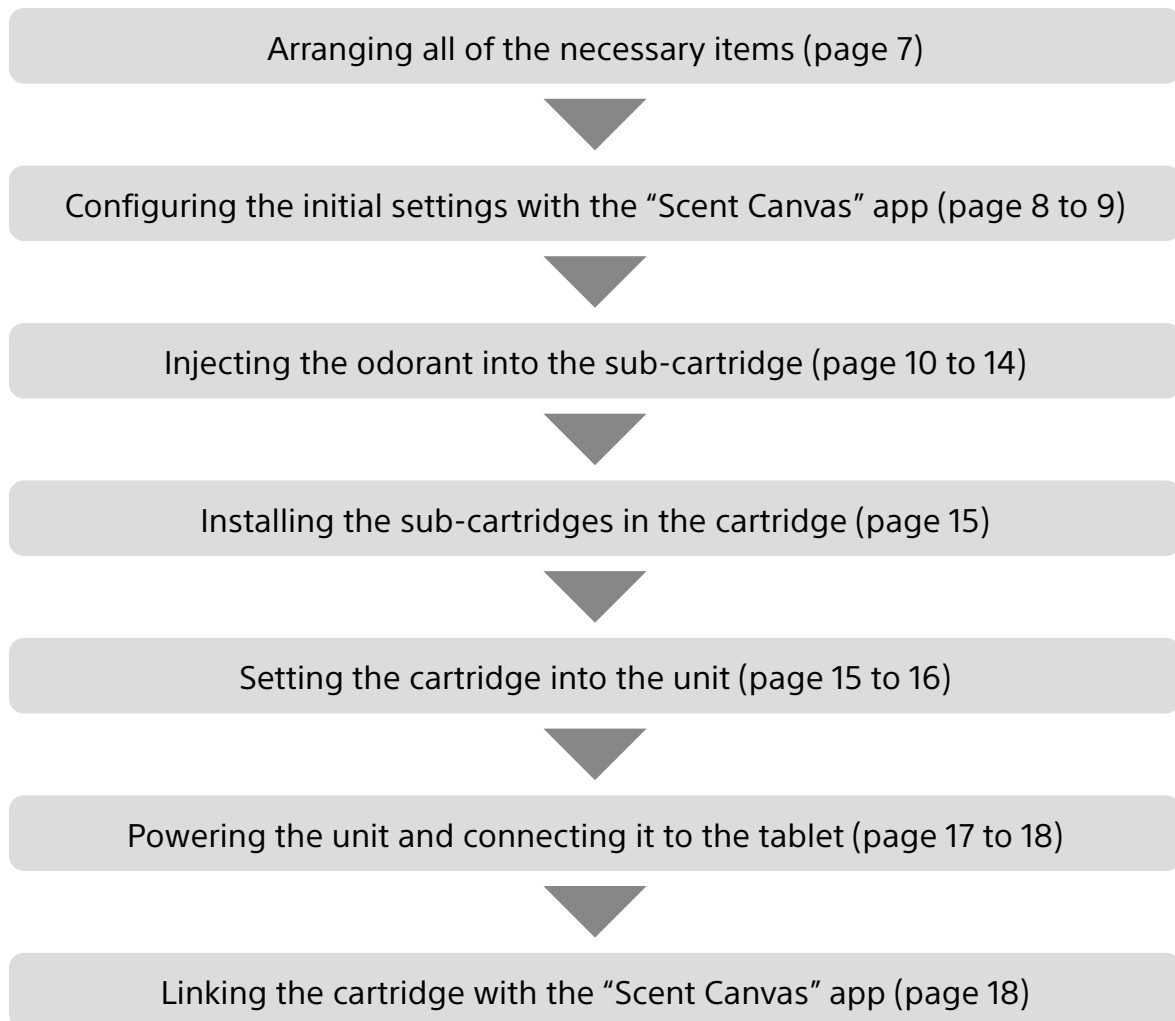 Arranging all of the necessary items (page 7)
Configuring the initial settings with the “Scent Canvas” app (page 8 to 9)
Injecting the odorant into the sub-cartridge (page 10 to 14)
Installing the sub-cartridges in the cartridge (page 15)
Setting the cartridge into the unit (page 15 to 16)
Powering the unit and connecting it to the tablet (page 17 to 18)
Linking the cartridge with the “Scent Canvas” app (page 18)